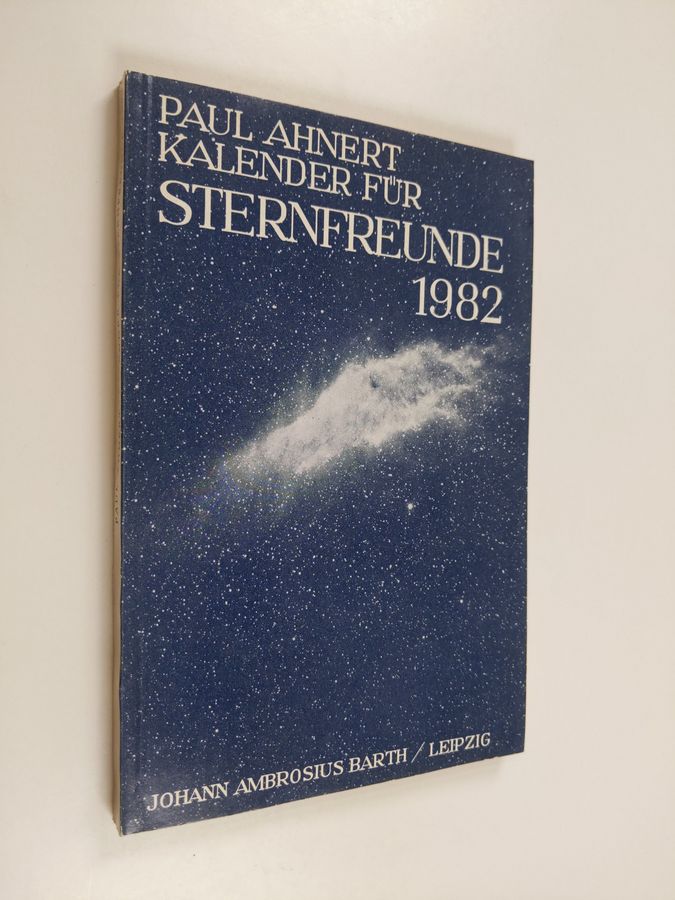 PAUL AHNERT
KALENDER FÜR
STERNFREUNDE
1982
JOHANN AMBROSIUS BARTH / LEIPZIG